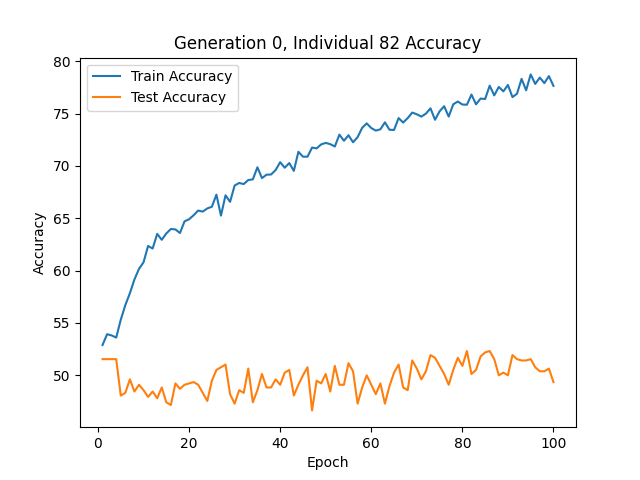 Generation 0, Individual 82 Accuracy
Train Accuracy
Test Accuracy
80
75
70
65
60
55
50
Accuracy
0 20 40 60 80 100
Epoch